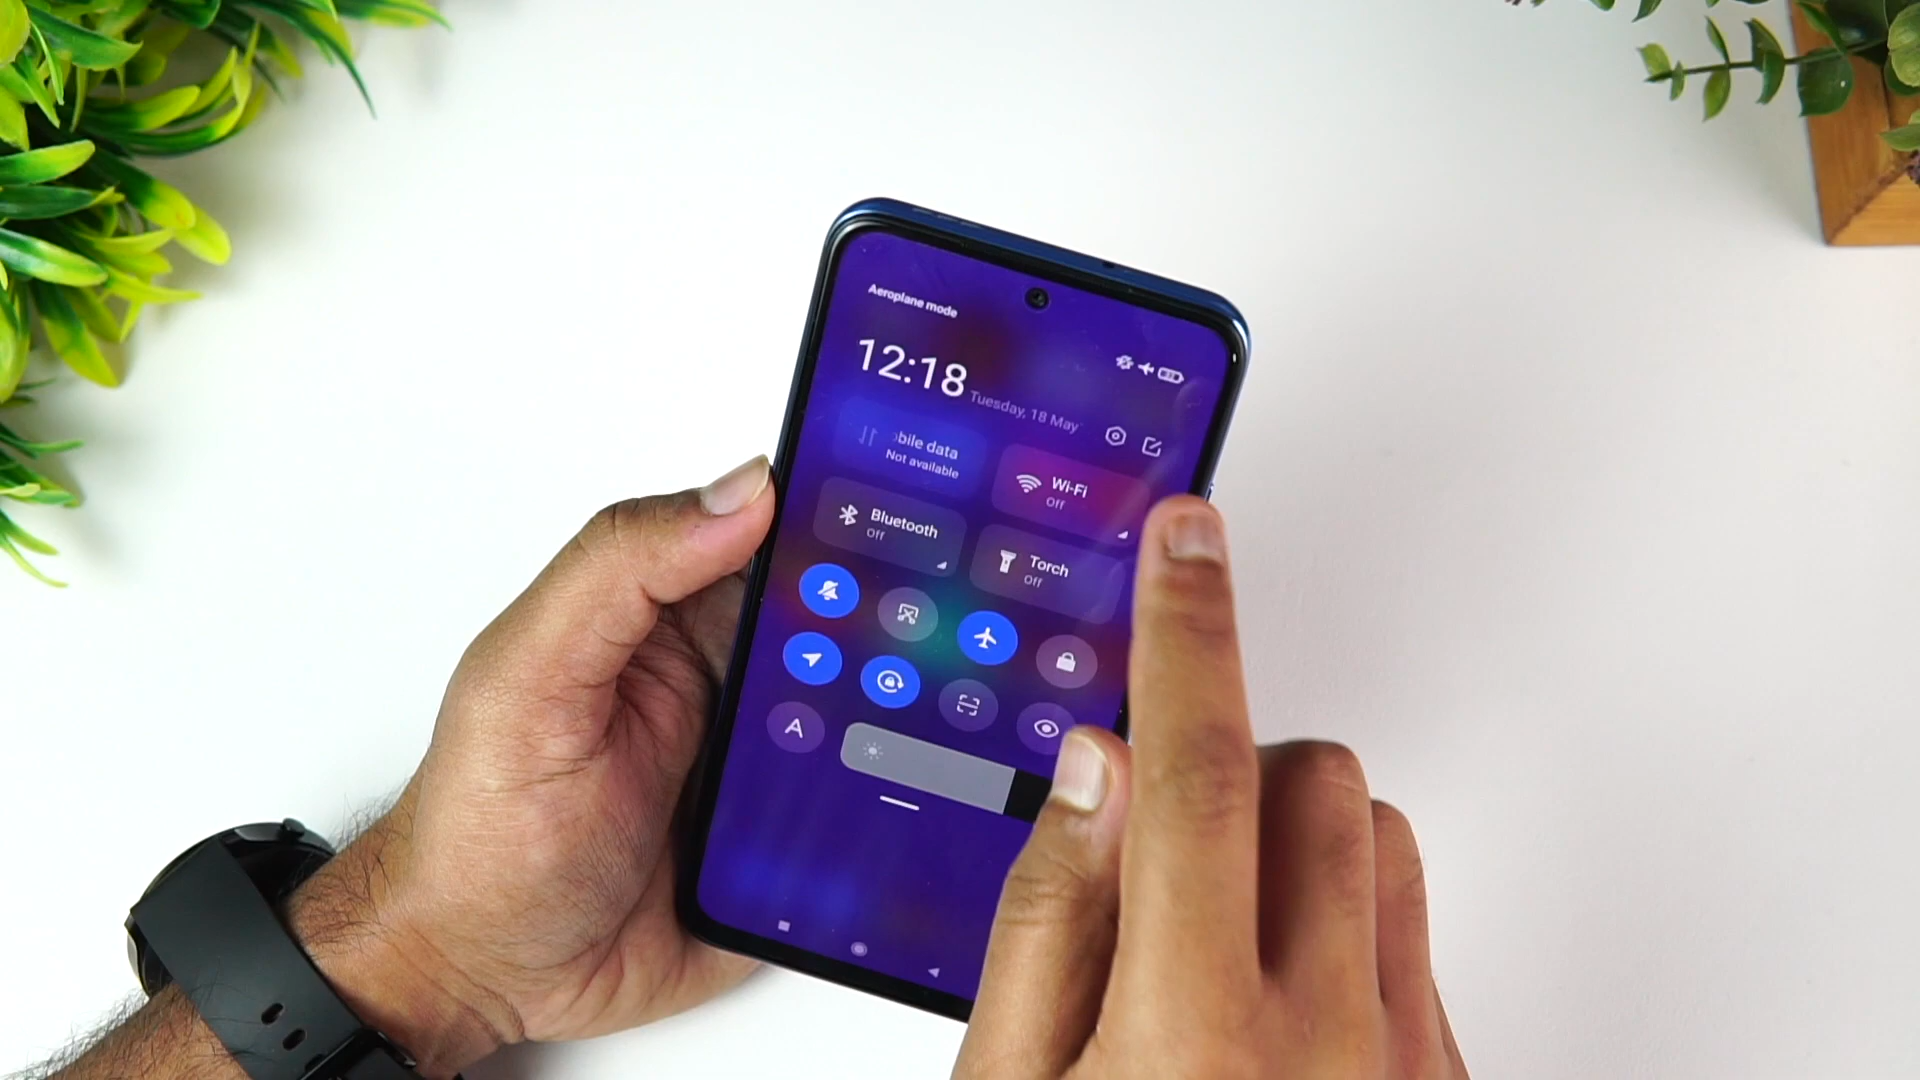 Aeroplane mode
12:18
Tuesday, 18 May
bile data
Not available
Wi-Fi
Off
Bluetooth
Off
Torch
Off
A